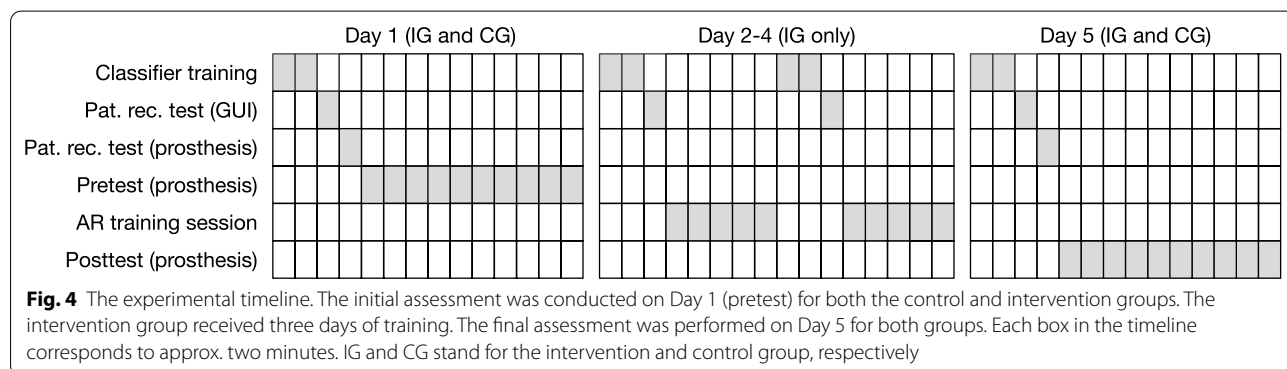 Day 1 (IG and CG)
Day 2-4 (IG only)
Day 5 (IG and CG)
Classifier training
Pat. rec. test (GUI)
Pat. rec. test (prosthesis)
Pretest (prosthesis)
AR training session
Posttest (prosthesis)
Fig. 4 The experimental timeline. The initial assessment was conducted on Day 1 (pretest) for both the control and intervention groups. The
intervention group received three days of training. The final assessment was performed on Day 5 for both groups. Each box in the timeline
corresponds to approx. two minutes. IG and CG stand for the intervention and control group, respectively